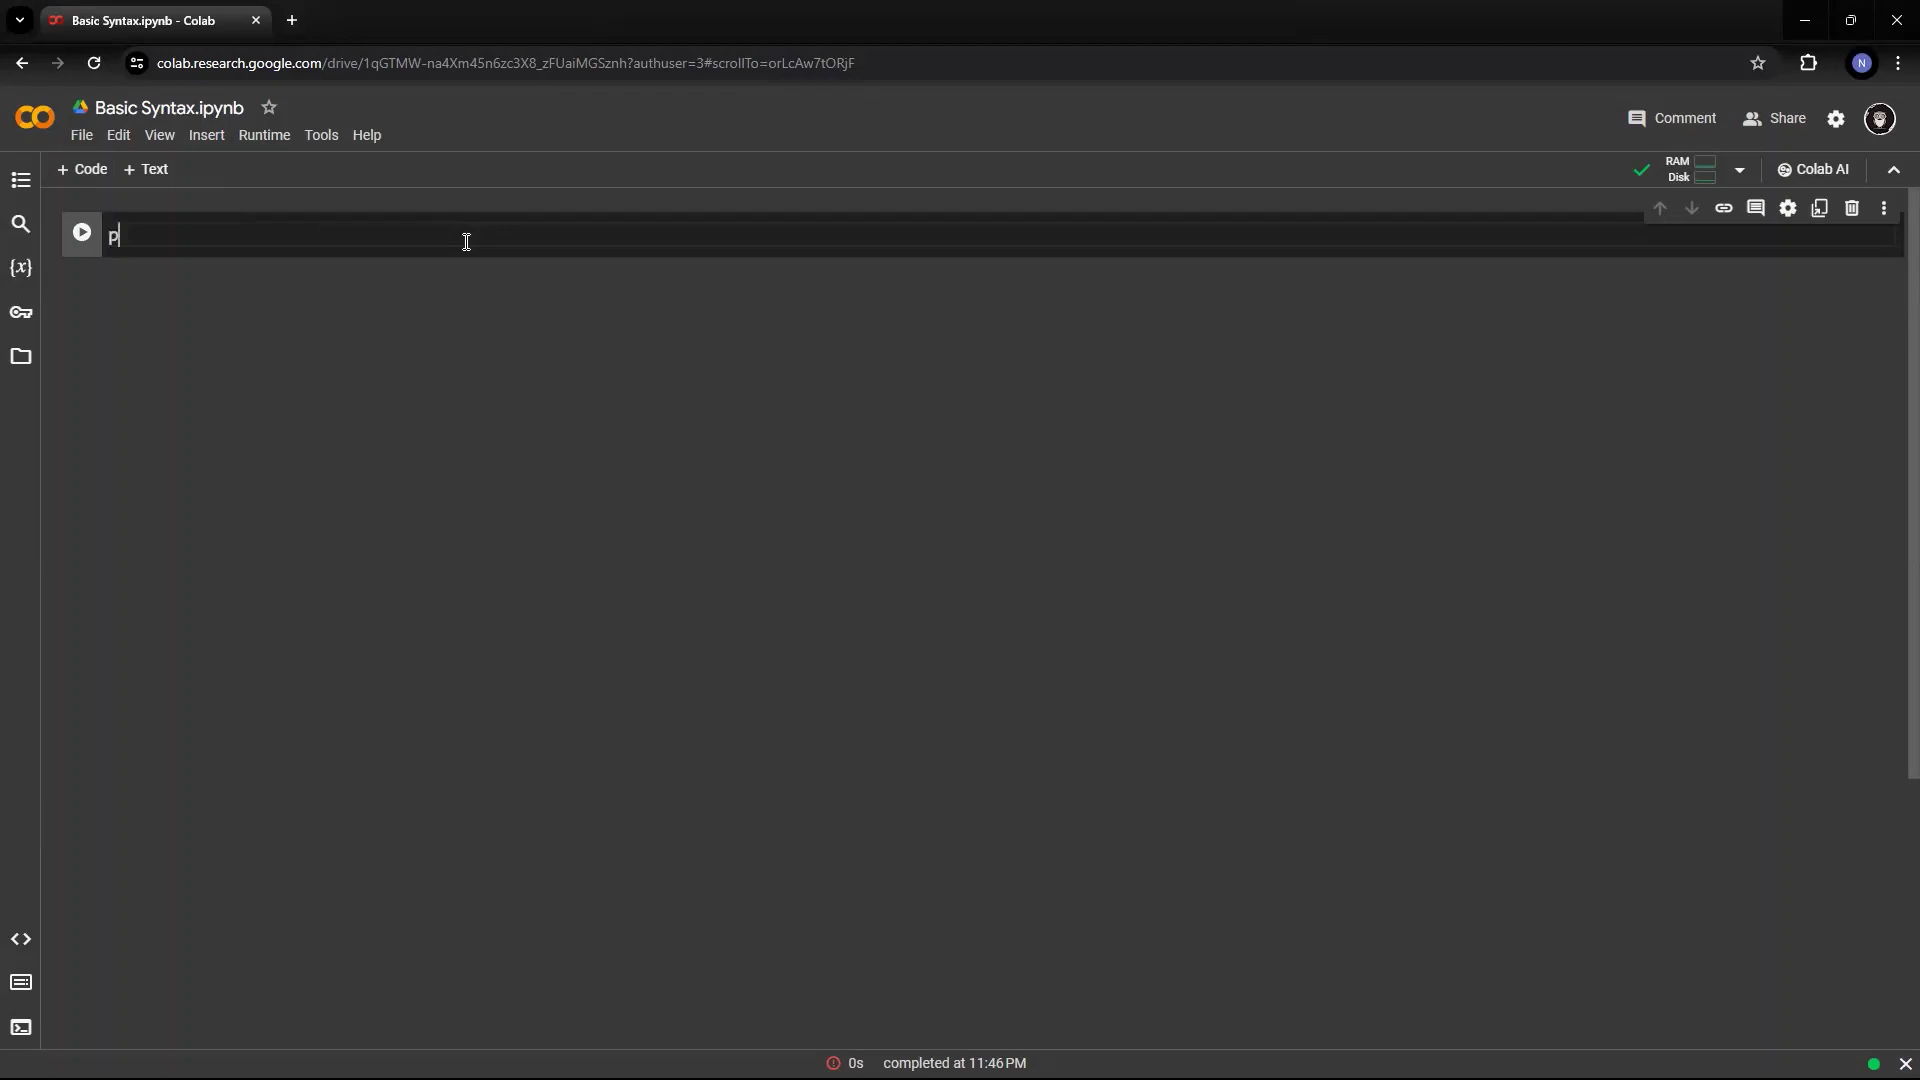 Basic Syntax.ipynb - Colab
colab.research.google.com/drive/1qGTMW-na4Xm45n6zc3X8_zFUaiMGSznh?authuser=3#scrollTo=orLcAw7tORjF
N
Basic Syntax.ipynb
File Edit View Insert Runtime Tools Help
Comment Share
+ Code + Text
RAM
Disk
Colab AI
{x}
p
0s completed at 11:46 PM